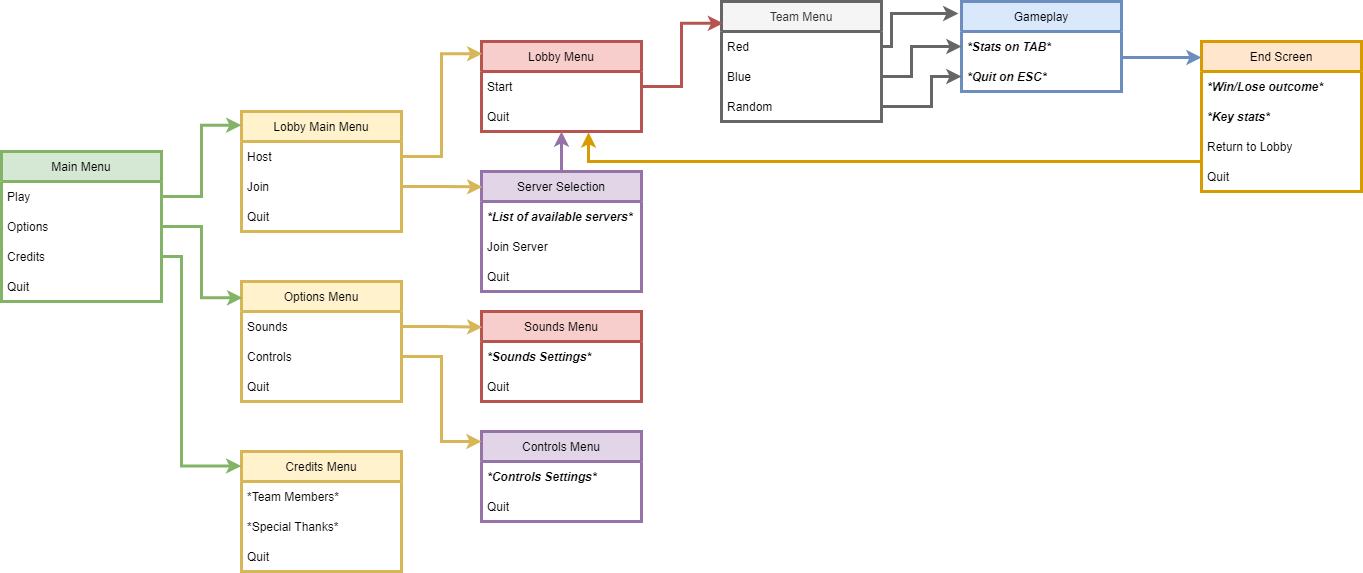 Main Menu
Play
Options
Credits
Quit
Lobby Main Menu
Host
Join
Quit
Options Menu
Sounds
Controls
Quit
Credits Menu
*Team Members*
*Special Thanks*
Quit
Lobby Menu
Start
Quit
Server Selection
*List of available servers*
Join Server
Quit
Sounds Menu
*Sounds Settings*
Quit
Controls Menu
*Controls Settings*
Quit
Team Menu
Red
Blue
Random
Gameplay
*Stats on TAB*
*Quit on ESC*
End Screen
*Win/Lose outcome*
*Key stats*
Return to Lobby
Quit